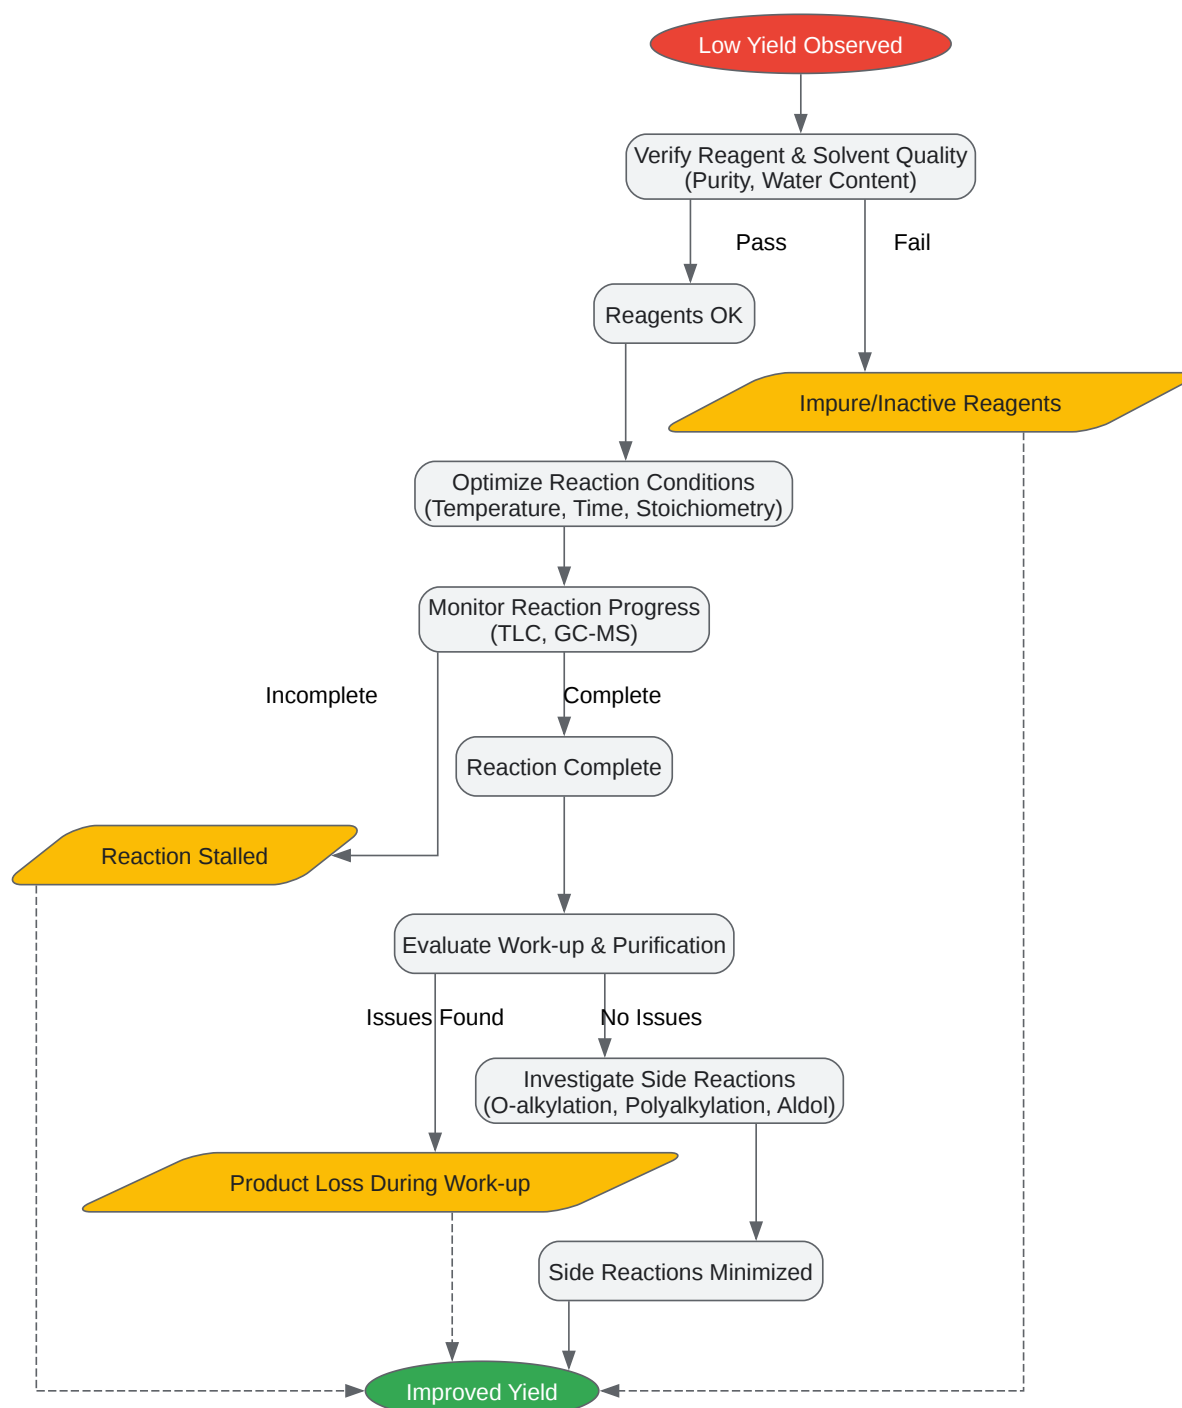 Low Yield Observed
Verify Reagent & Solvent Quality
(Purity, Water Content)
Pass
Fail
Reagents OK
Impure/Inactive Reagents
Optimize Reaction Conditions
(Temperature, Time, Stoichiometry)
Monitor Reaction Progress
(TLC, GC-MS)
Incomplete
Complete
Reaction Complete
Reaction Stalled
Evaluate Work-up & Purification
Issues Found
No Issues
Investigate Side Reactions
(O-alkylation, Polyalkylation, Aldol)
Product Loss During Work-up
Side Reactions Minimized
Improved Yield